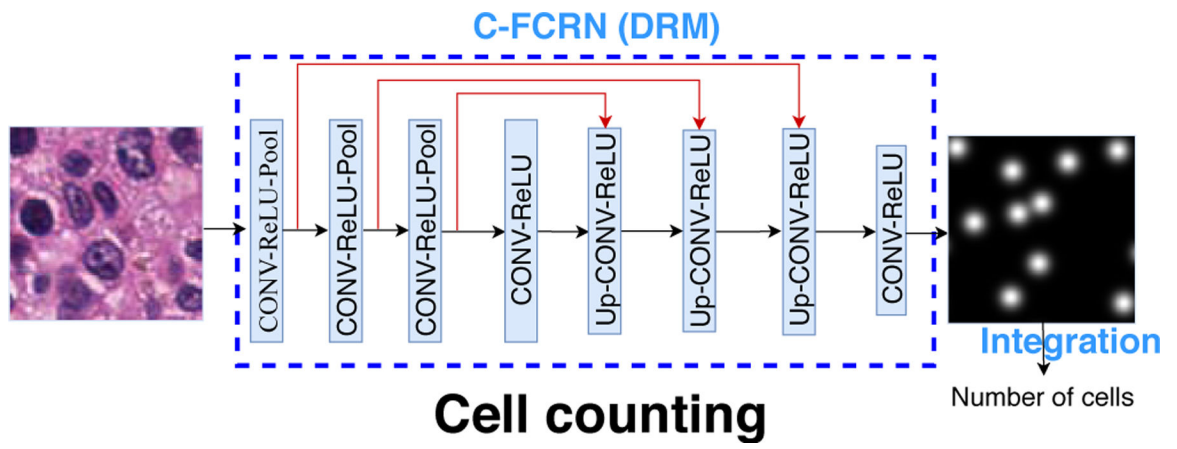 C-FCRN (DRM)
CONV-ReLU-Pool
CONV-ReLU-Pool
CONV-ReLU-Pool
CONV-ReLU
Up-CONV-ReLU
Up-CONV-ReLU
Up-CONV-ReLU
CONV-ReLU
Integration
Number of cells
Cell counting